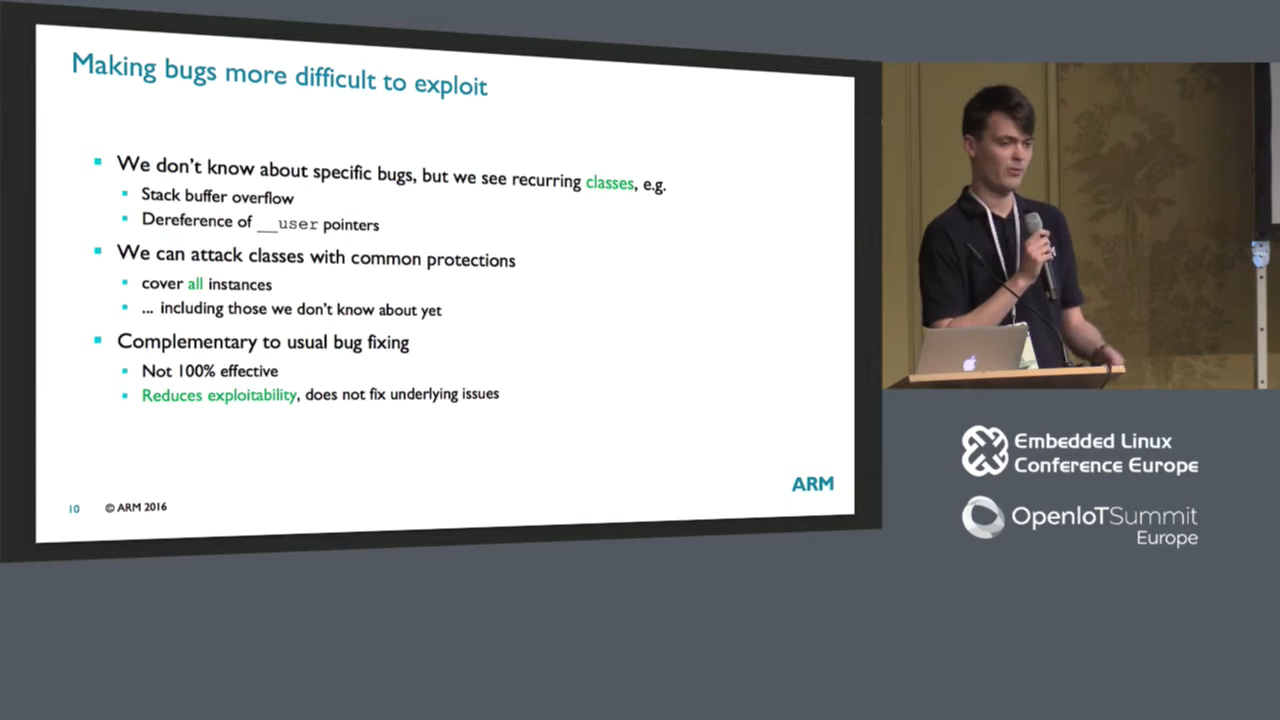 Making bugs more difficult to exploit
We don't know about specific bugs, but we see recurring classes, e.g.
Stack buffer overflow
Dereference of __user pointers
We can attack classes with common protections
cover all instances
... including those we don't know about yet
Complementary to usual bug fixing
Not 100% effective
Reduces exploitability, does not fix underlying issues
ARM
10 © ARM 2016
Embedded Linux
Conference Europe
OpenIoTSummit
Europe